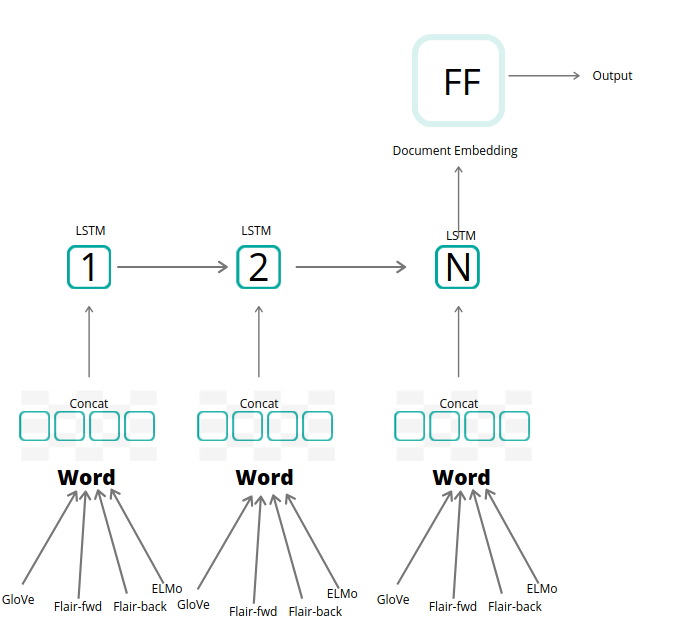 FF
Output
Document Embedding
LSTM
LSTM
LSTM
1
2
N
Concat
Concat
Concat
Word
Word
Word
GloVe
Flair-fwd
Flair-back
ELMo
GloVe
Flair-fwd
Flair-back
ELMo
GloVe
Flair-fwd
Flair-back
ELMo